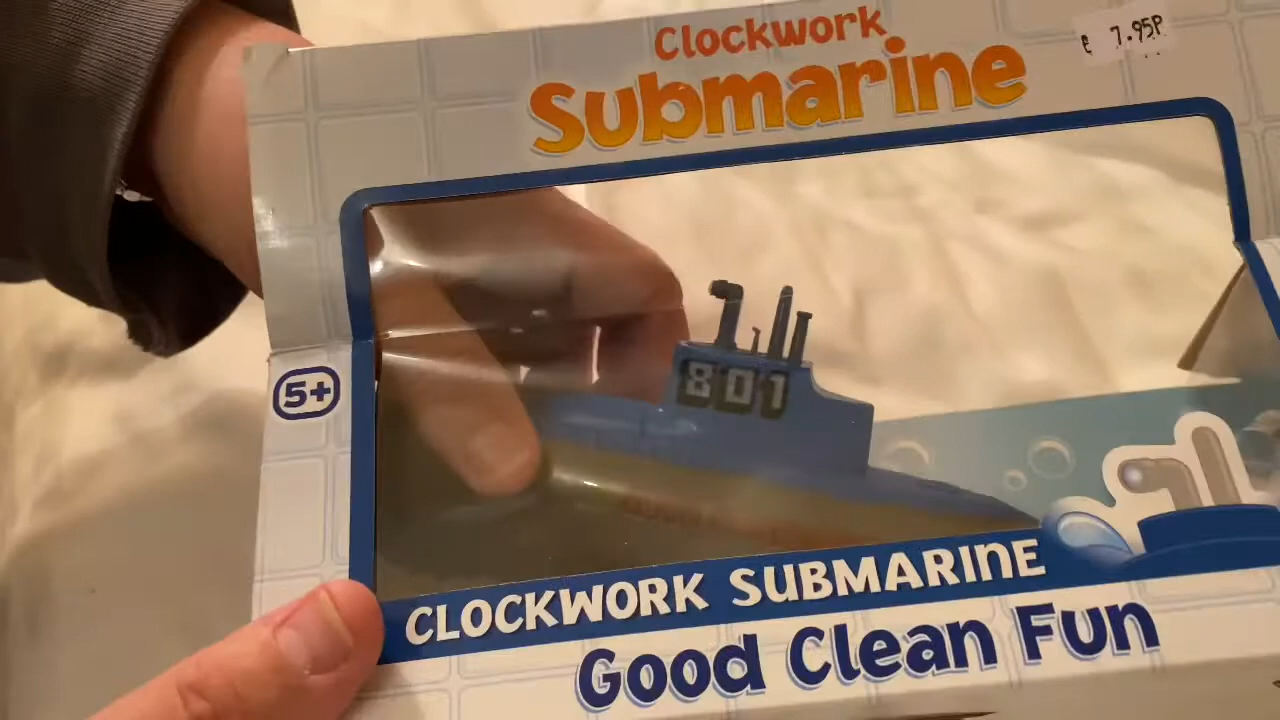 Clockwork
Submarine
€ 7.95P
5+
801
CLOCKWORK SUBMARINE
Good Clean Fun